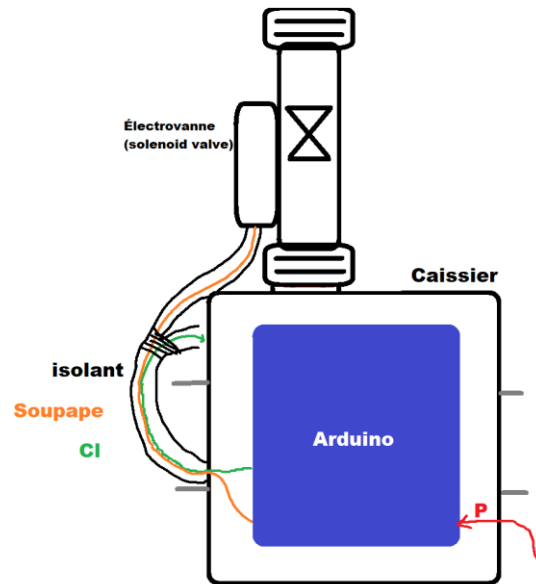 Électrovanne
(solenoid valve)
Caissier
isolant
Soupape
Cl
Arduino
P